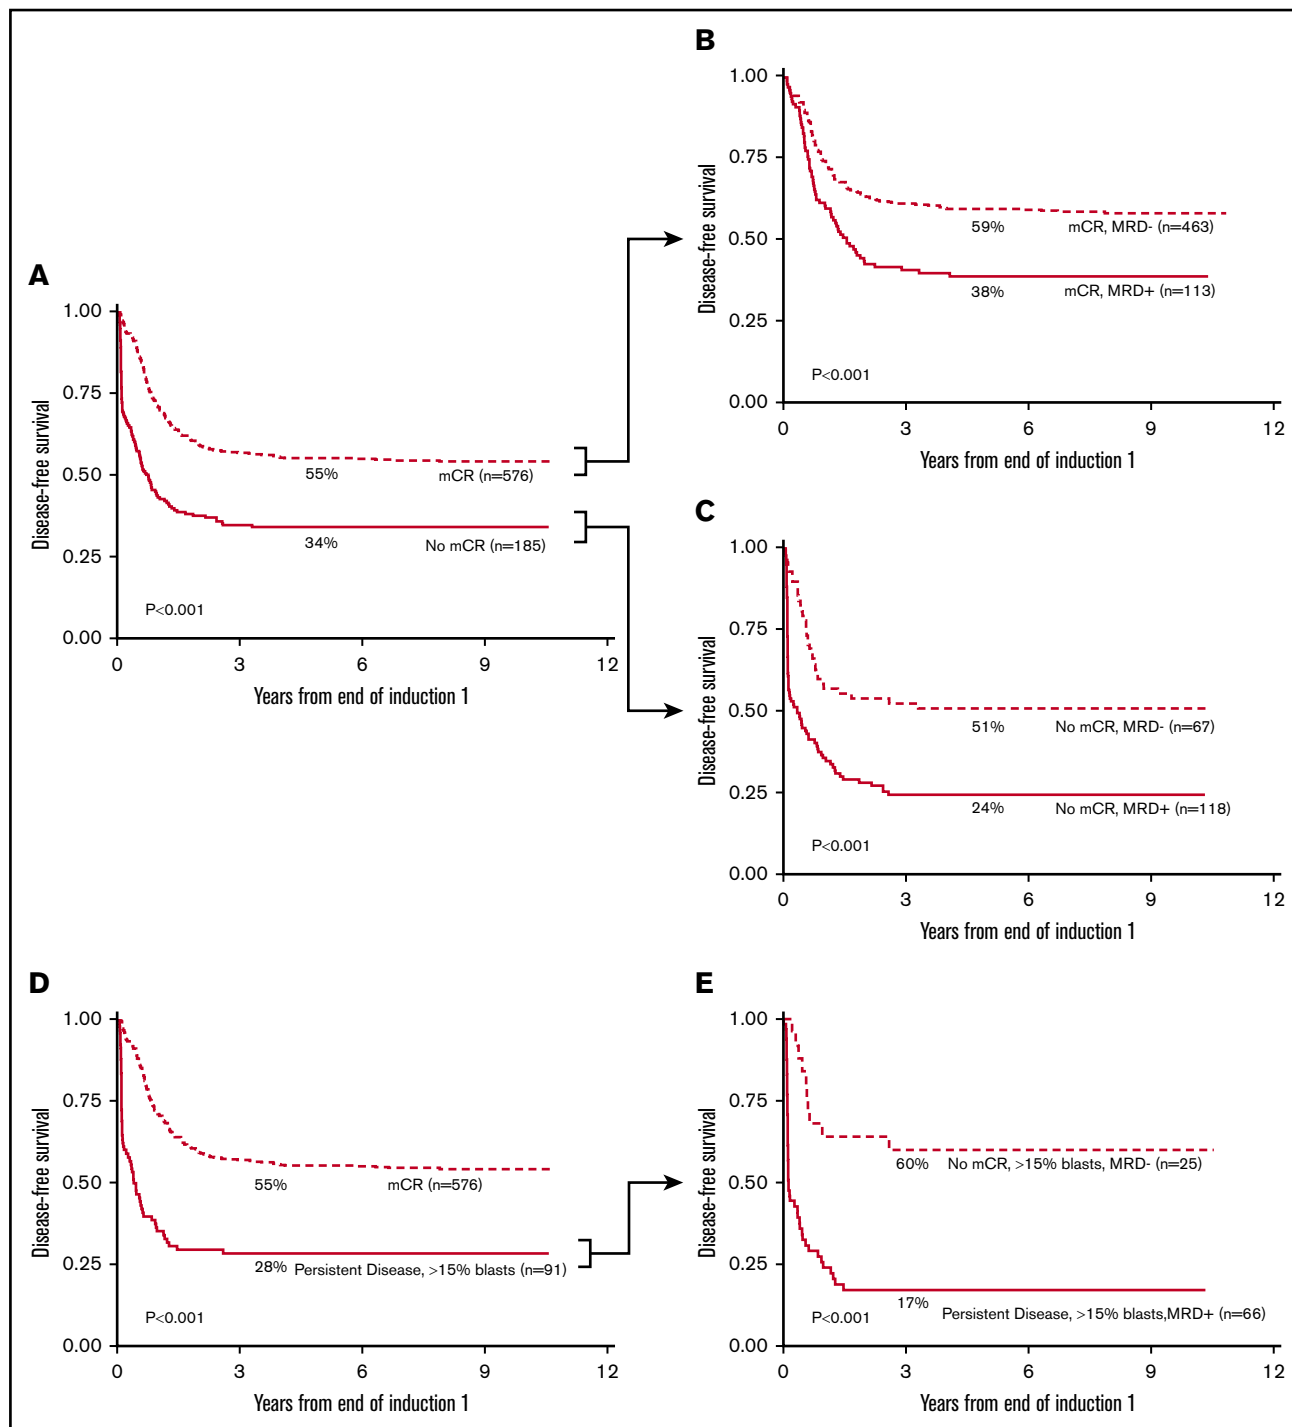 A
Disease-free survival
1.00
0.75
0.50
0.25
0.00
55%
mCR (n=576)
34%
No mCR (n=185)
P<0.001
0 3 6 9 12
Years from end of induction 1
B
Disease-free survival
1.00
0.75
0.50
0.25
0.00
59% mCR, MRD- (n=463)
38% mCR, MRD+ (n=113)
P<0.001
0 3 6 9 12
Years from end of induction 1
C
Disease-free survival
1.00
0.75
0.50
0.25
0.00
51% No mCR, MRD- (n=67)
24% No mCR, MRD+ (n=118)
P<0.001
0 3 6 9 12
Years from end of induction 1
D
Disease-free survival
1.00
0.75
0.50
0.25
0.00
55% mCR (n=576)
28% Persistent Disease, >15% blasts (n=91)
P<0.001
0 3 6 9 12
Years from end of induction 1
E
Disease-free survival
1.00
0.75
0.50
0.25
0.00
60% No mCR, >15% blasts, MRD- (n=25)
17%
Persistent Disease, >15% blasts,MRD+ (n=66)
P<0.001
0 3 6 9 12
Years from end of induction 1